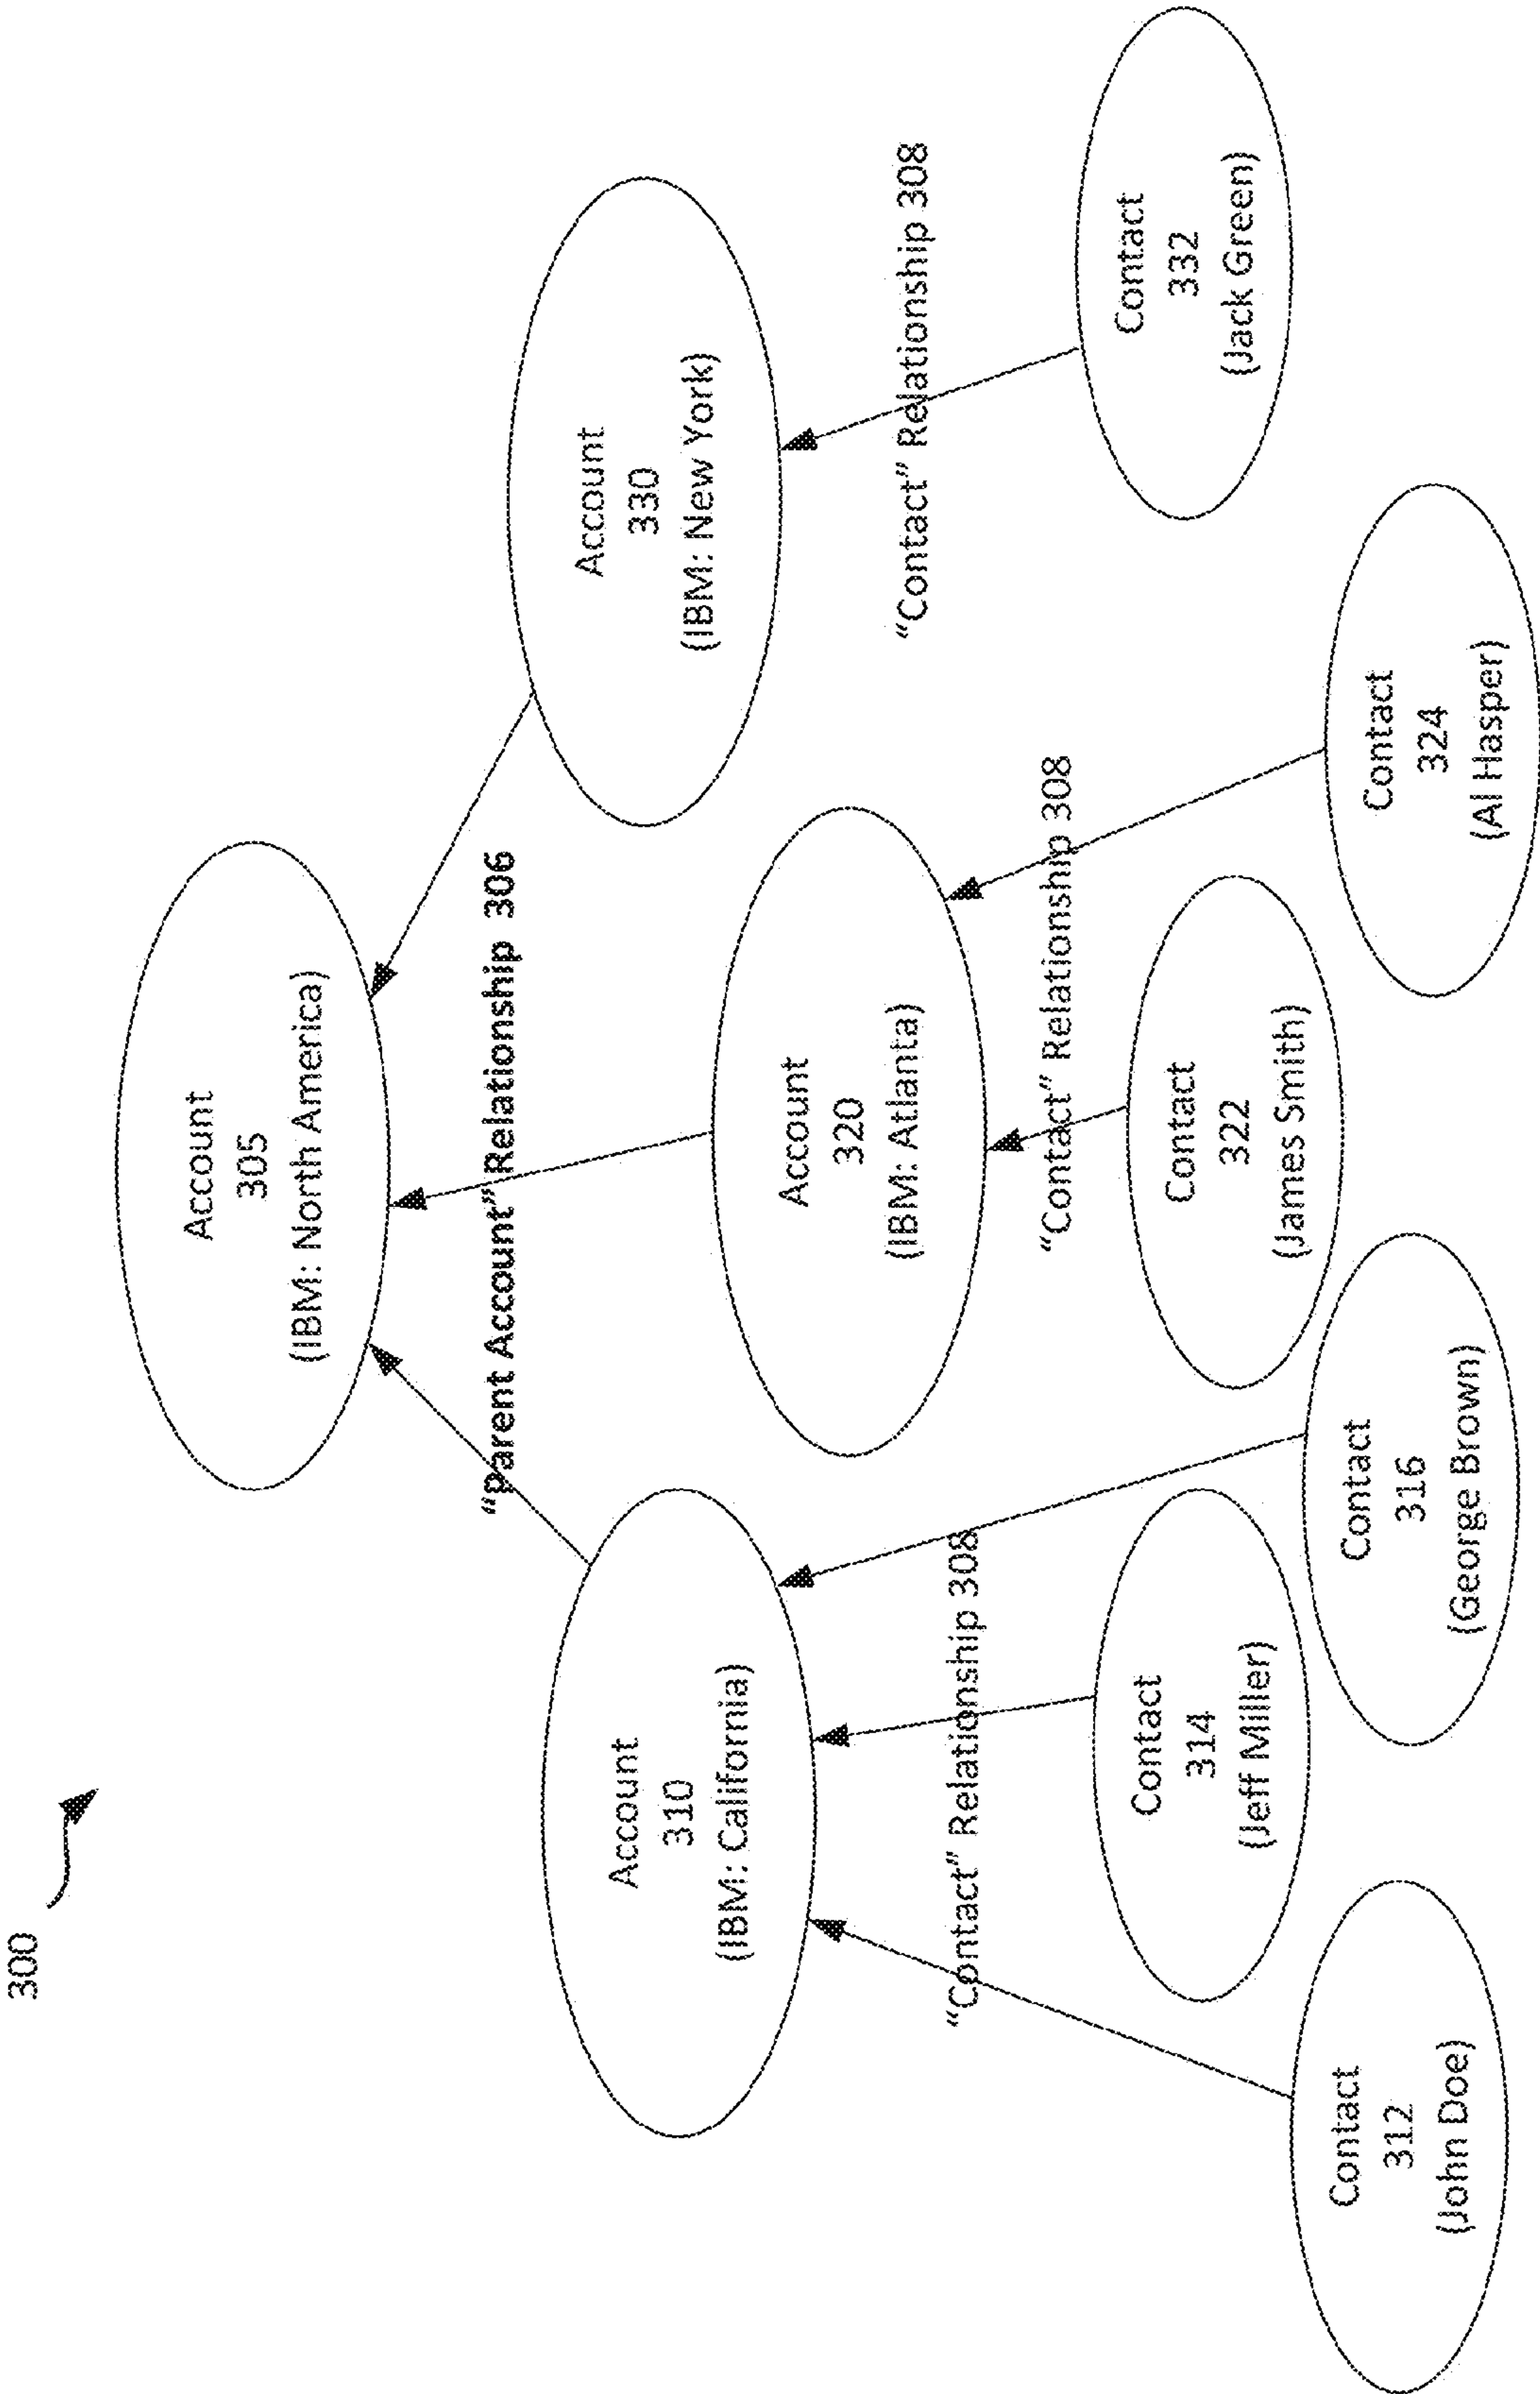 300
Account
305
(IBM: North America)
“parent Account”Relationship 306
Account
310
(IBM: California)
Account
320
(IBM: Atlanta)
Account
330
(IBM: New York)
“Contact” Relationship 308
“Contact” Relationship 308
“Contact” Relationship 308
Contact
312
(John Doe)
Contact
314
(Jeff Miller)
Contact
316
(George Brown)
Contact
322
(James Smith)
Contact
324
(Al Hasper)
Contact
332
(Jack Green)